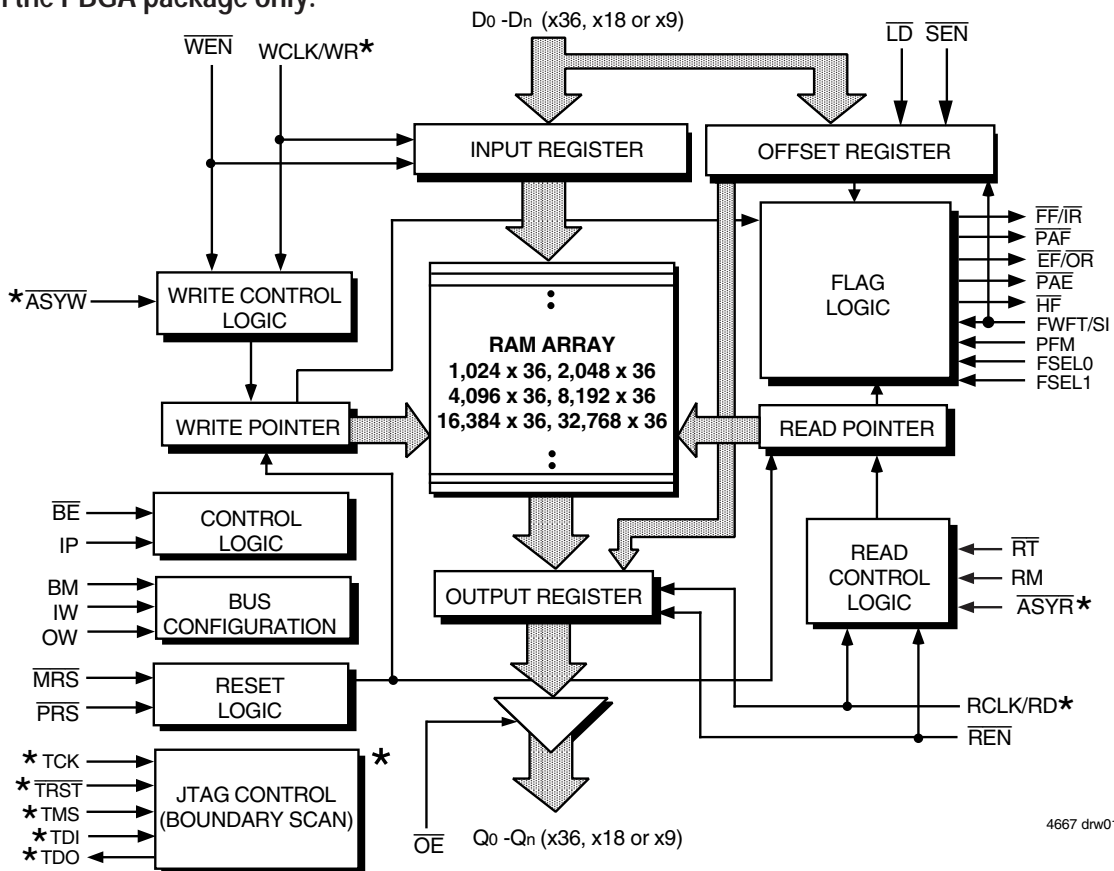 the PBGA package only.
D0 -Dn (x36, x18 or x9)
WEN
WCLK/WR*
LD
SEN
INPUT REGISTER
OFFSET REGISTER
*ASYW
WRITE CONTROL
LOGIC
FLAG
LOGIC
FF/IR
PAF
EF/OR
PAE
HF
FWFT/SI
PFM
FSEL0
FSEL1
RAM ARRAY
1,024 x 36, 2,048 x 36
4,096 x 36, 8,192 x 36
16,384 x 36, 32,768 x 36
WRITE POINTER
READ POINTER
BE
IP
CONTROL
LOGIC
READ
CONTROL
LOGIC
RT
RM
ASYR*
BM
IW
OW
BUS
CONFIGURATION
OUTPUT REGISTER
MRS
PRS
RESET
LOGIC
RCLK/RD*
REN
*TCK
*TRST
*TMS
*TDI
*TDO
JTAG CONTROL
(BOUNDARY SCAN)
*
OE
Q0 -Qn (x36, x18 or x9)
4667 drw01